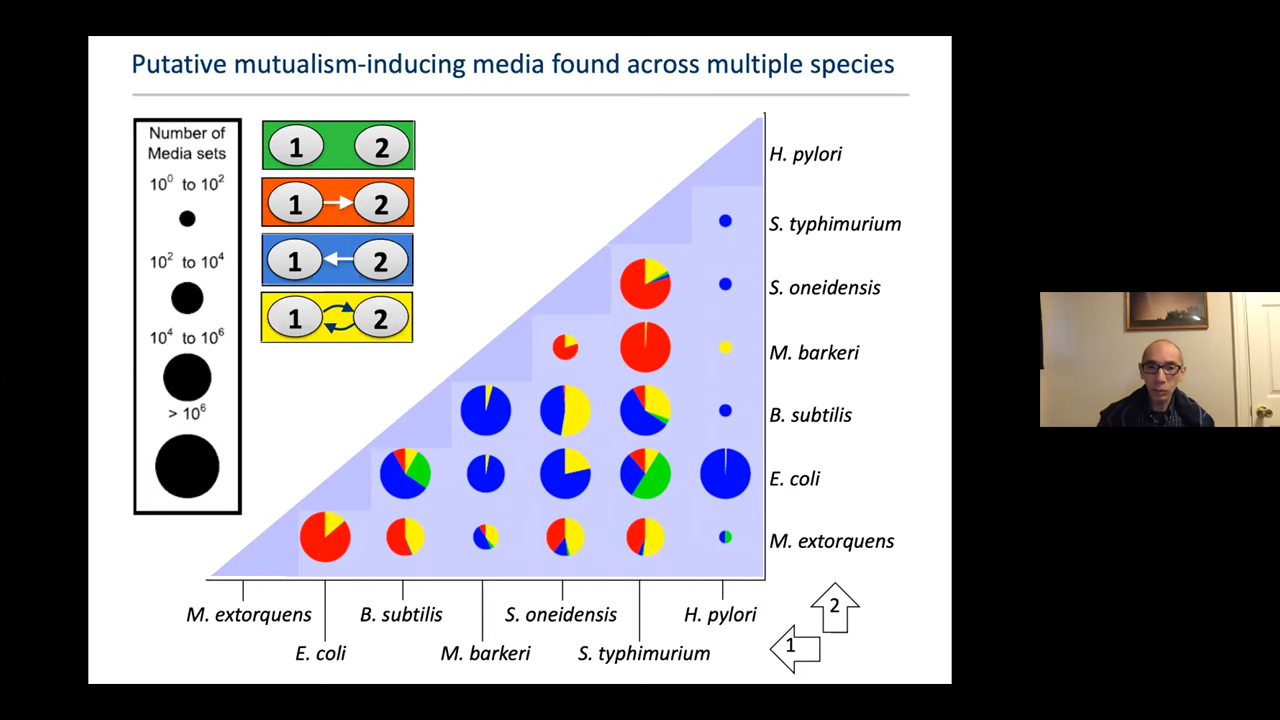 Putative mutualism-inducing media found across multiple species
Number of
Media sets
10⁰ to 10²
10² to 10⁴
10⁴ to 10⁶
> 10⁶
1 2
1 2
1 2
1 2
H. pylori
S. typhimurium
S. oneidensis
M. barkeri
B. subtilis
E. coli
M. extorquens
M. extorquens B. subtilis S. oneidensis H. pylori
E. coli M. barkeri S. typhimurium
2
1